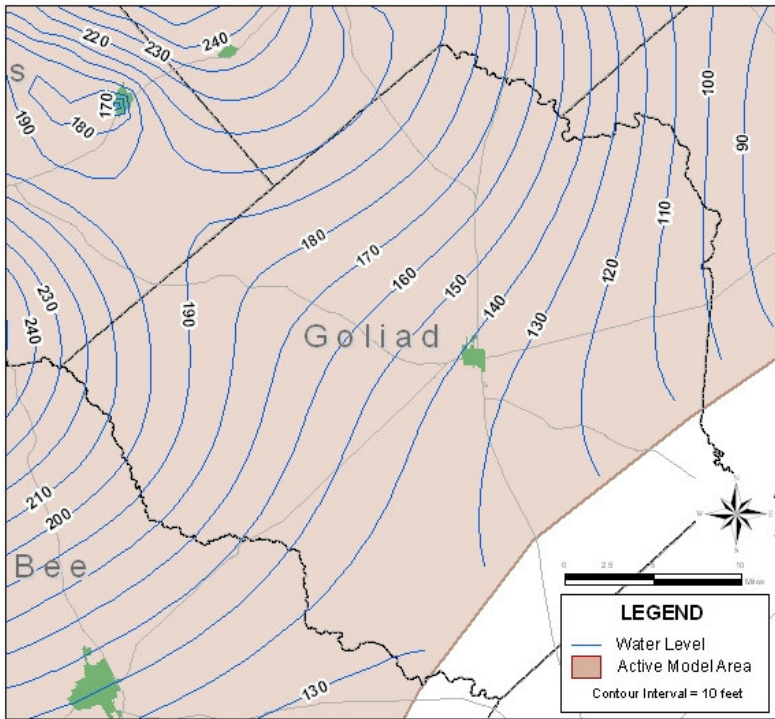 220
230
240
s
170
180
190
100
90
180
110
170
230
160
120
190
150
240
140
130
Goliad
210
200
Bee
130
N
W
E
S
0 2.5 5 10
Miles
LEGEND
Water Level
Active Model Area
Contour Interval = 10 feet